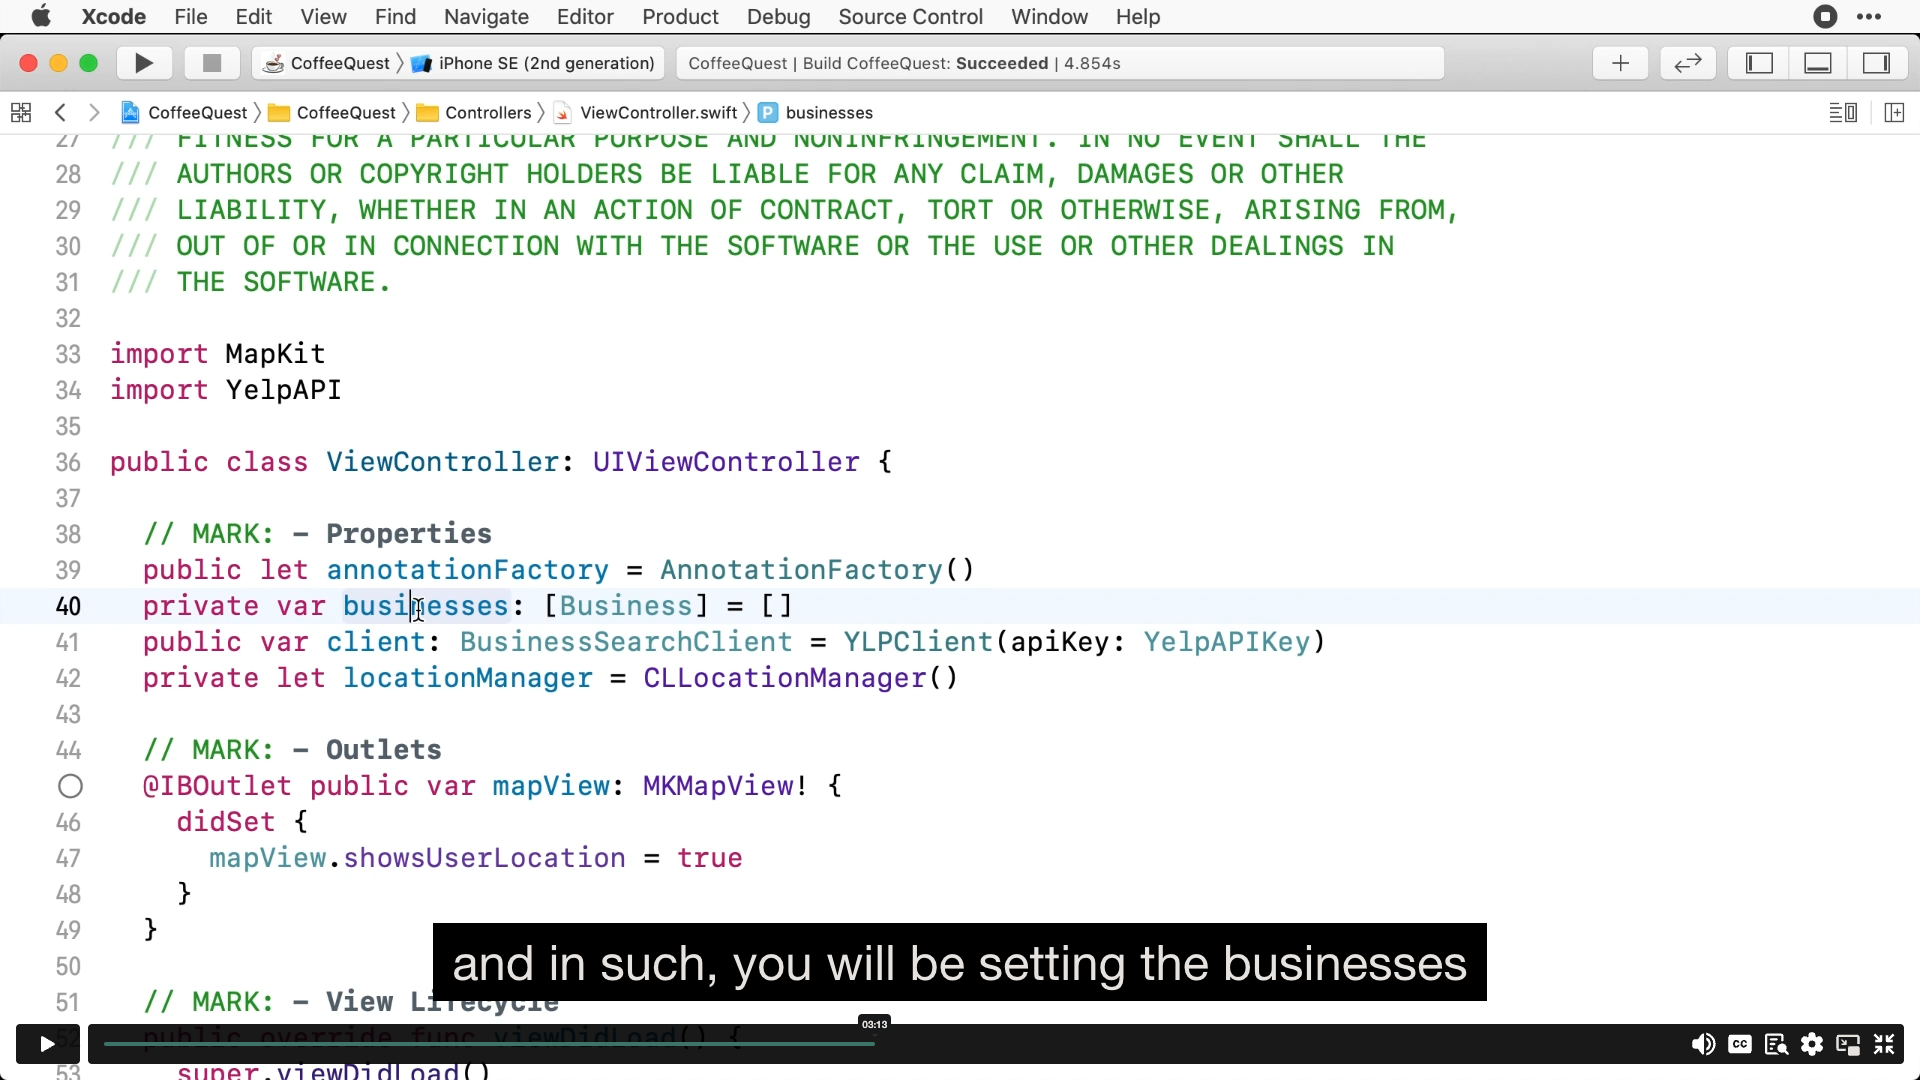 Xcode File Edit View Find Navigate Editor Product Debug Source Control Window Help
CoffeeQuest iPhone SE (2nd generation) CoffeeQuest | Build CoffeeQuest: Succeeded | 4.854s
CoffeeQuest CoffeeQuest Controllers ViewController.swift P businesses
27 /// FITNESS FOR A PARTICULAR PURPOSE AND NONINFRINGEMENT. IN NO EVENT SHALL THE
28 /// AUTHORS OR COPYRIGHT HOLDERS BE LIABLE FOR ANY CLAIM, DAMAGES OR OTHER
29 /// LIABILITY, WHETHER IN AN ACTION OF CONTRACT, TORT OR OTHERWISE, ARISING FROM,
30 /// OUT OF OR IN CONNECTION WITH THE SOFTWARE OR THE USE OR OTHER DEALINGS IN
31 /// THE SOFTWARE.
32
33 import MapKit
34 import YelpAPI
35
36 public class ViewController: UIViewController {
37
38 // MARK: - Properties
39 public let annotationFactory = AnnotationFactory()
40 private var businesses: [Business] = []
41 public var client: BusinessSearchClient = YLPClient(apiKey: YelpAPIKey)
42 private let locationManager = CLLocationManager()
43
44 // MARK: - Outlets
@IBOutlet public var mapView: MKMapView! {
46 didSet {
47 mapView.showsUserLocation = true
48 }
49 }
and in such, you will be setting the businesses
50
51 // MARK: - View Lifecycle
03:13
52 public override func viewDidLoad() {
CC
53 super.viewDidLoad()